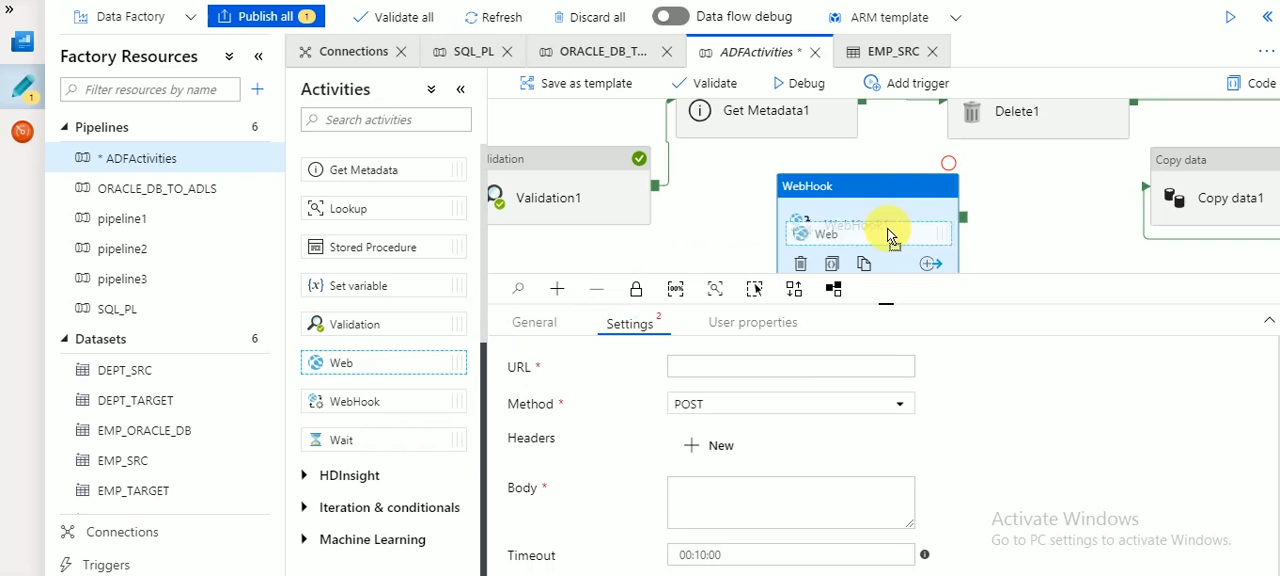 »
Data Factory
Publish all 1
Validate all
Refresh
Discard all
Data flow debug
ARM template
«
1
Factory Resources
«
Filter resources by name
+
Pipelines 6
* ADFActivities
ORACLE_DB_TO_ADLS
pipeline1
pipeline2
pipeline3
SQL_PL
Datasets 6
DEPT_SRC
DEPT_TARGET
EMP_ORACLE_DB
EMP_SRC
EMP_TARGET
Connections
Triggers
Connections
SQL_PL
ORACLE_DB_T...
ADFActivities *
EMP_SRC
...
Activities
«
Search activities
Get Metadata
Lookup
Stored Procedure
{x} Set variable
Validation
Web
WebHook
Wait
HDInsight
Iteration & conditionals
Machine Learning
Save as template
Validate
Debug
Add trigger
Code
Get Metadata1
Delete1
idation
Validation1
WebHook
Web
Copy data
Copy data1
100%
General
Settings 2
User properties
URL *
Method *
POST
Headers
+ New
Body *
Timeout
00:10:00
Activate Windows
Go to PC settings to activate Windows.